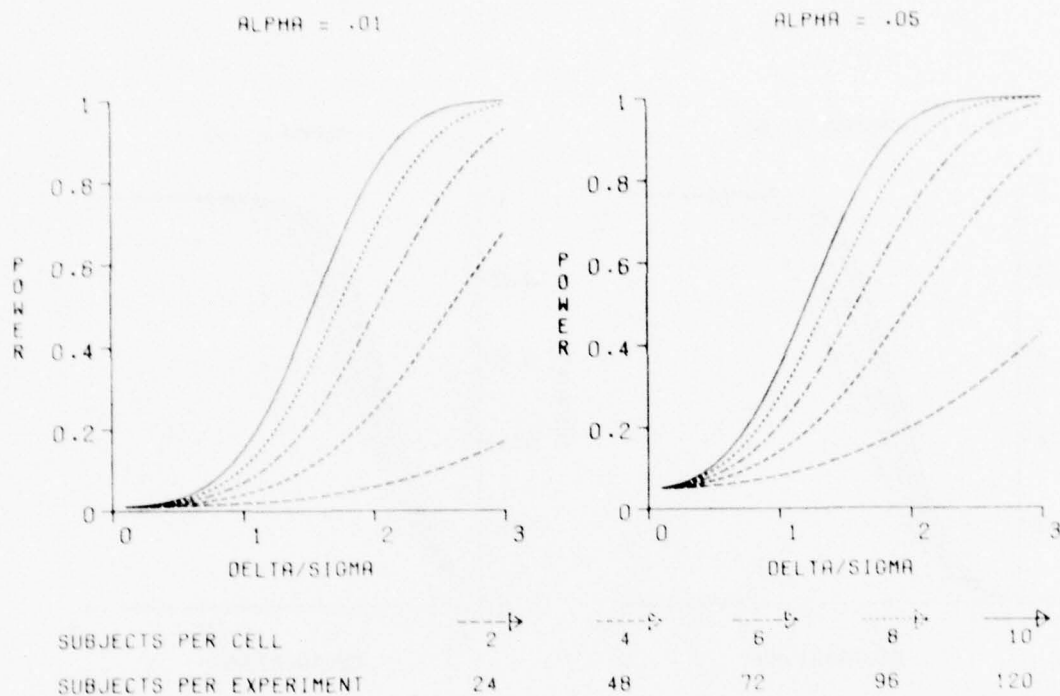 ALPHA = .01
ALPHA = .05
1
0.8
0.6
0.4
0.2
0
POWER
0
1
2
3
DELTA/SIGMA
1
0.8
0.6
0.4
0.2
0
POWER
0
1
2
3
DELTA/SIGMA
SUBJECTS PER CELL 2 4 6 8 10
SUBJECTS PER EXPERIMENT 24 48 72 96 120